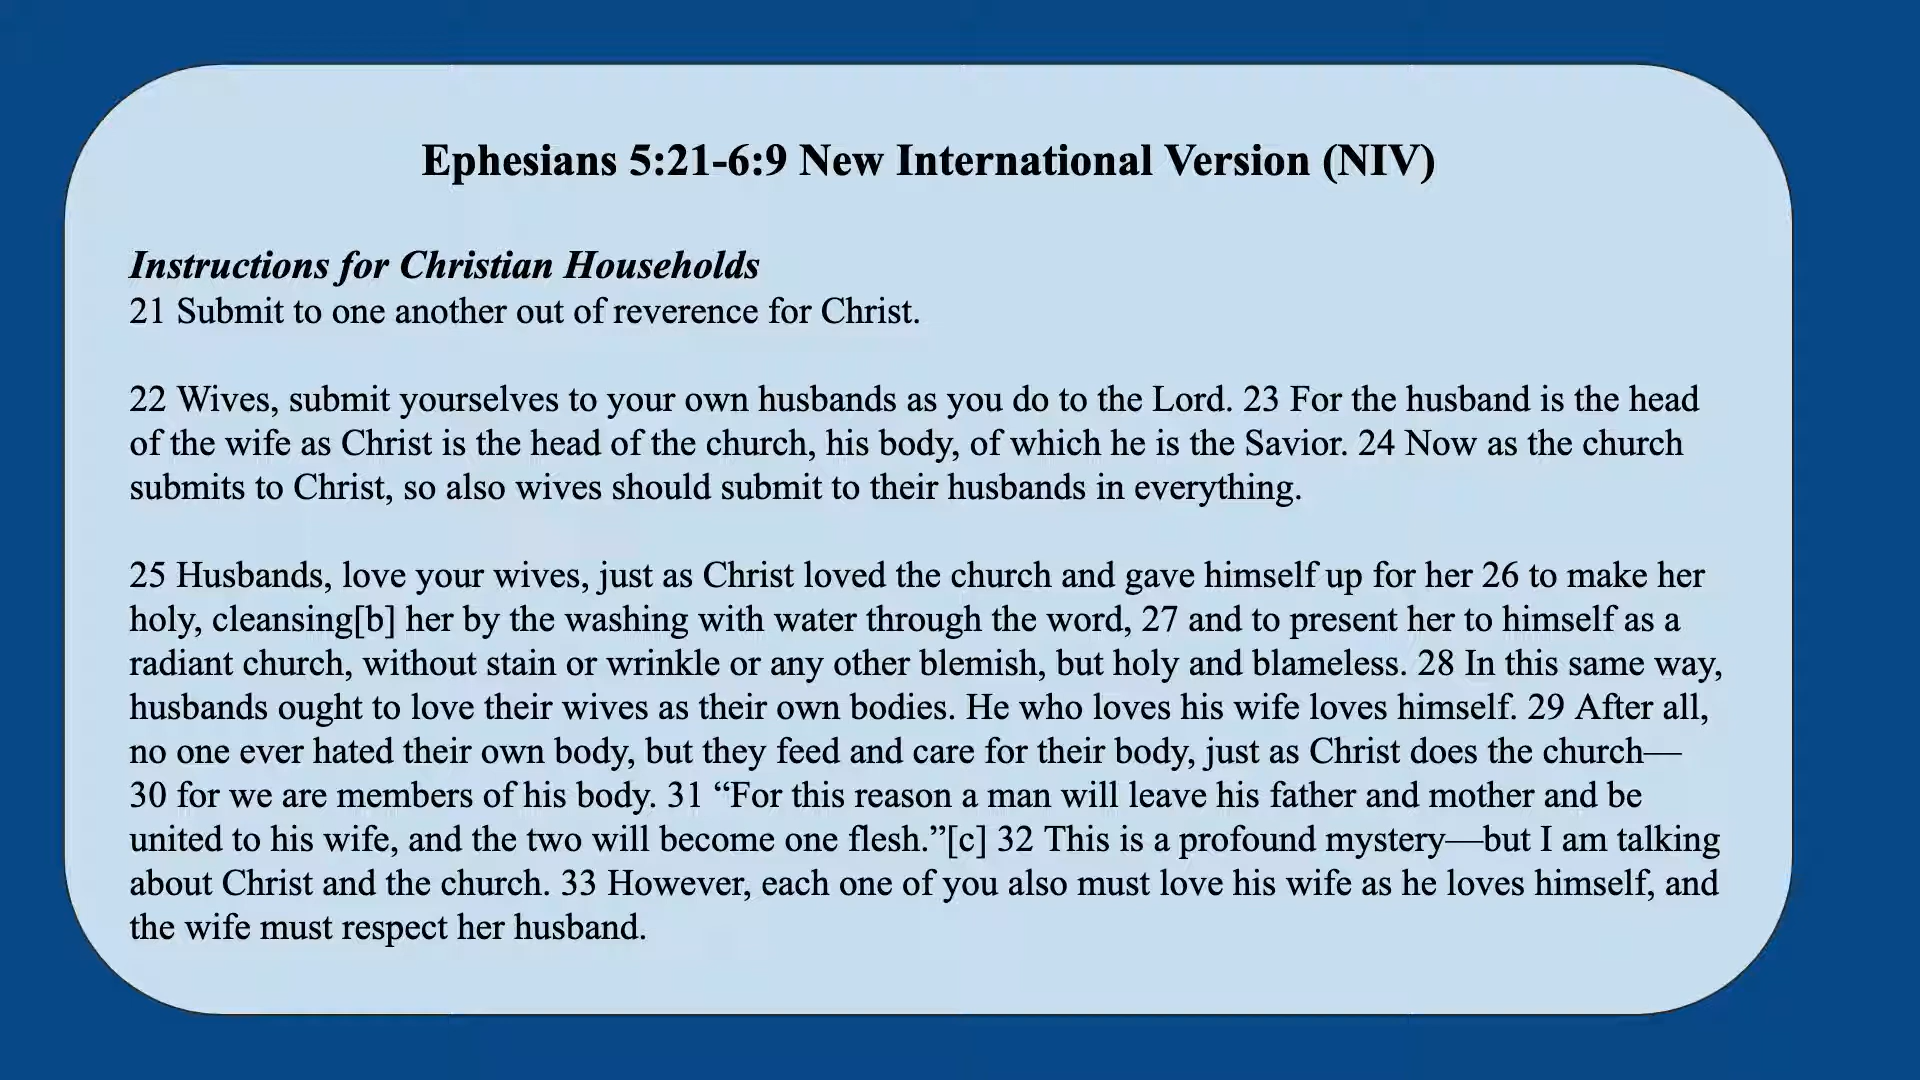 Ephesians 5:21-6:9 New International Version (NIV)
Instructions for Christian Households
21 Submit to one another out of reverence for Christ.
22 Wives, submit yourselves to your own husbands as you do to the Lord. 23 For the husband is the head
of the wife as Christ is the head of the church, his body, of which he is the Savior. 24 Now as the church
submits to Christ, so also wives should submit to their husbands in everything.
25 Husbands, love your wives, just as Christ loved the church and gave himself up for her 26 to make her
holy, cleansing[b] her by the washing with water through the word, 27 and to present her to himself as a
radiant church, without stain or wrinkle or any other blemish, but holy and blameless. 28 In this same way,
husbands ought to love their wives as their own bodies. He who loves his wife loves himself. 29 After all,
no one ever hated their own body, but they feed and care for their body, just as Christ does the church—
30 for we are members of his body. 31 “For this reason a man will leave his father and mother and be
united to his wife, and the two will become one flesh.”[c] 32 This is a profound mystery—but I am talking
about Christ and the church. 33 However, each one of you also must love his wife as he loves himself, and
the wife must respect her husband.